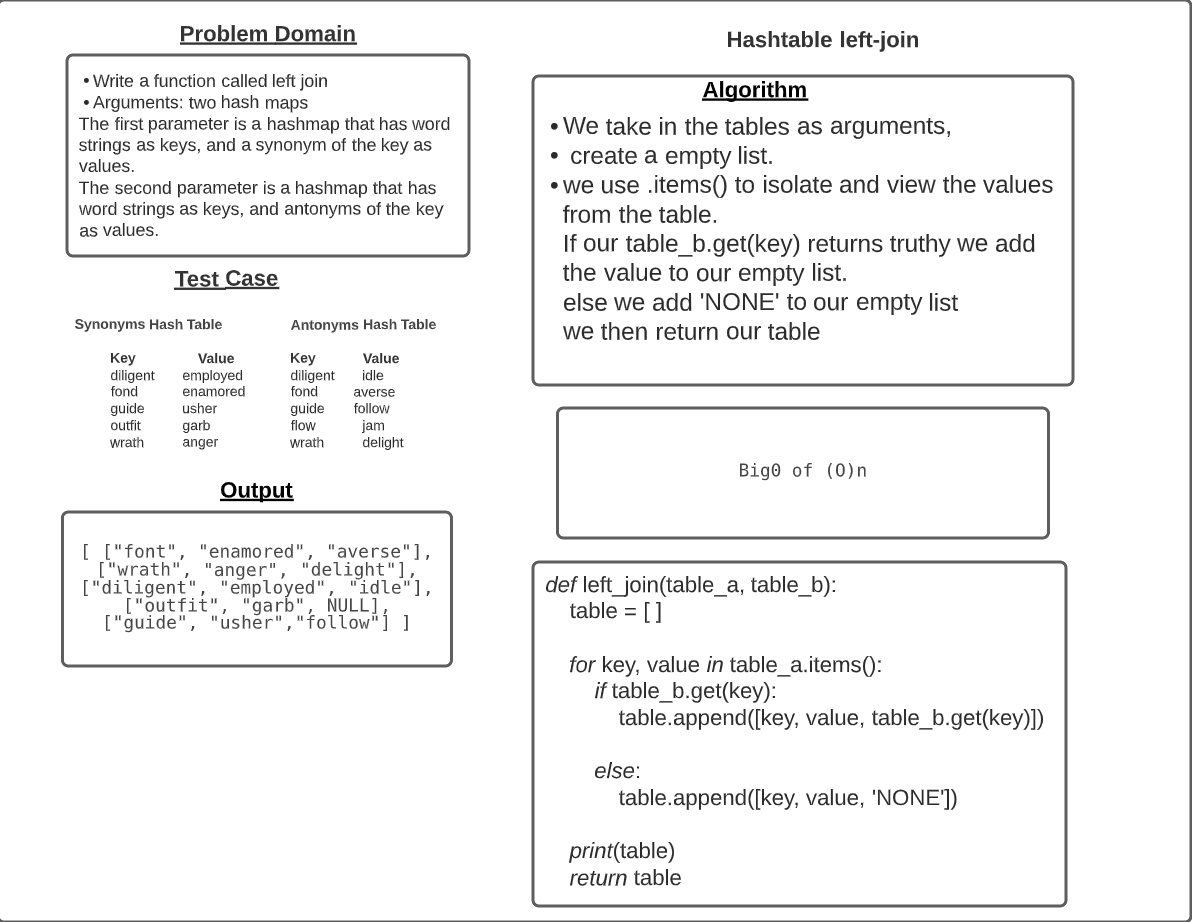 Problem Domain
• Write a function called left join
• Arguments: two hash maps
The first parameter is a hashmap that has word
strings as keys, and a synonym of the key as
values.
The second parameter is a hashmap that has
word strings as keys, and antonyms of the key
as values.
Test Case
Synonyms Hash Table Antonyms Hash Table
Key Value Key Value
diligent employed diligent idle
fond enamored fond averse
guide usher guide follow
outfit garb flow jam
wrath anger wrath delight
Output
[ ["font", "enamored", "averse"],
["wrath", "anger", "delight"],
["diligent", "employed", "idle"],
["outfit", "garb", NULL],
["guide", "usher","follow"] ]
Hashtable left-join
Algorithm
• We take in the tables as arguments,
• create a empty list.
• we use .items() to isolate and view the values
from the table.
If our table_b.get(key) returns truthy we add
the value to our empty list.
else we add 'NONE' to our empty list
we then return our table
Big0 of (O)n
def left_join(table_a, table_b):
table = [ ]
for key, value in table_a.items():
if table_b.get(key):
table.append([key, value, table_b.get(key)])
else:
table.append([key, value, 'NONE'])
print(table)
return table